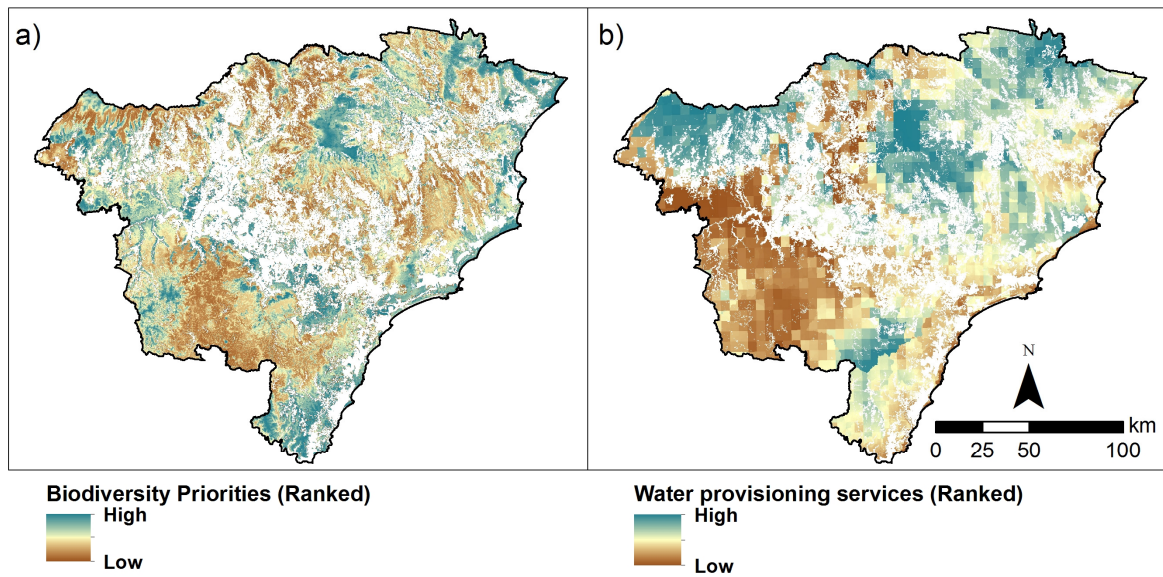 a)
b)
N
km
0 25 50 100
Biodiversity Priorities (Ranked)
High
Low
Water provisioning services (Ranked)
High
Low